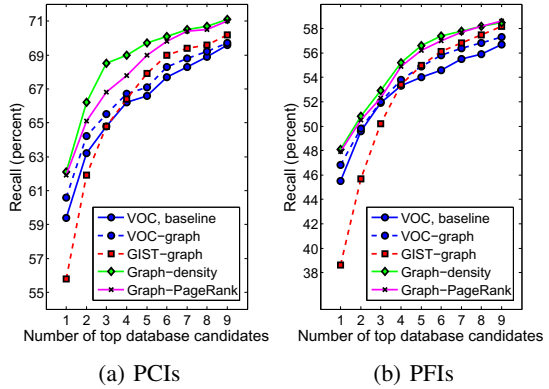 71
69
67
65
63
61
59
57
55
Recall (percent)
VOC, baseline
VOC−graph
GIST−graph
Graph−density
Graph−PageRank
1 2 3 4 5 6 7 8 9
Number of top database candidates
(a) PCIs
58
56
54
52
50
48
46
44
42
40
38
Recall (percent)
VOC, baseline
VOC−graph
GIST−graph
Graph−density
Graph−PageRank
1 2 3 4 5 6 7 8 9
Number of top database candidates
(b) PFIs